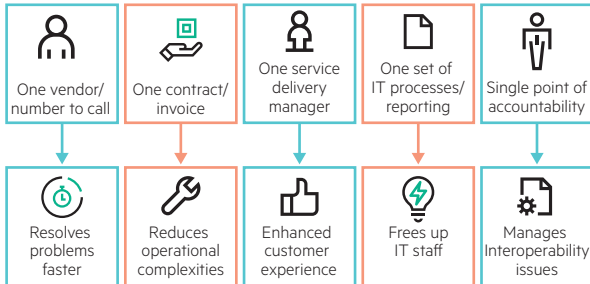 One vendor/
number to call
One contract/
invoice
One service
delivery
manager
One set of
IT processes/
reporting
Single point of
accountability
Resolves
problems
faster
Reduces
operational
complexities
Enhanced
customer
experience
Frees up
IT staff
Manages
Interoperability
issues